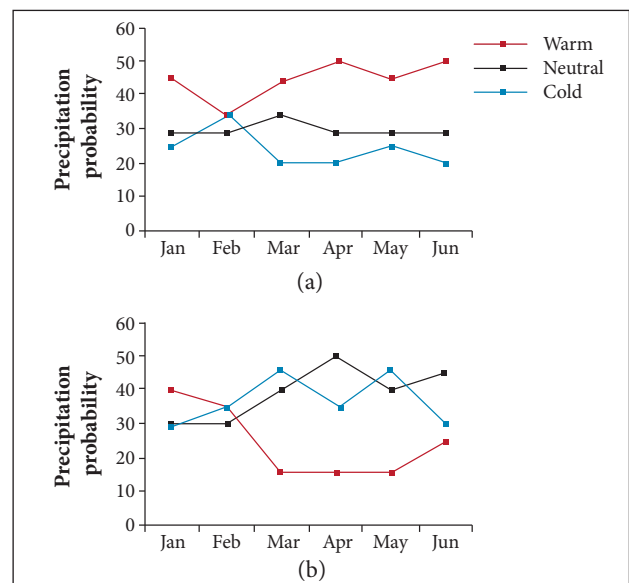 Precipitation
probability
60
50
40
30
20
10
0
Jan Feb Mar Apr May Jun
(a)
Warm
Neutral
Cold
Precipitation
probability
60
50
40
30
20
10
0
Jan Feb Mar Apr May Jun
(b)